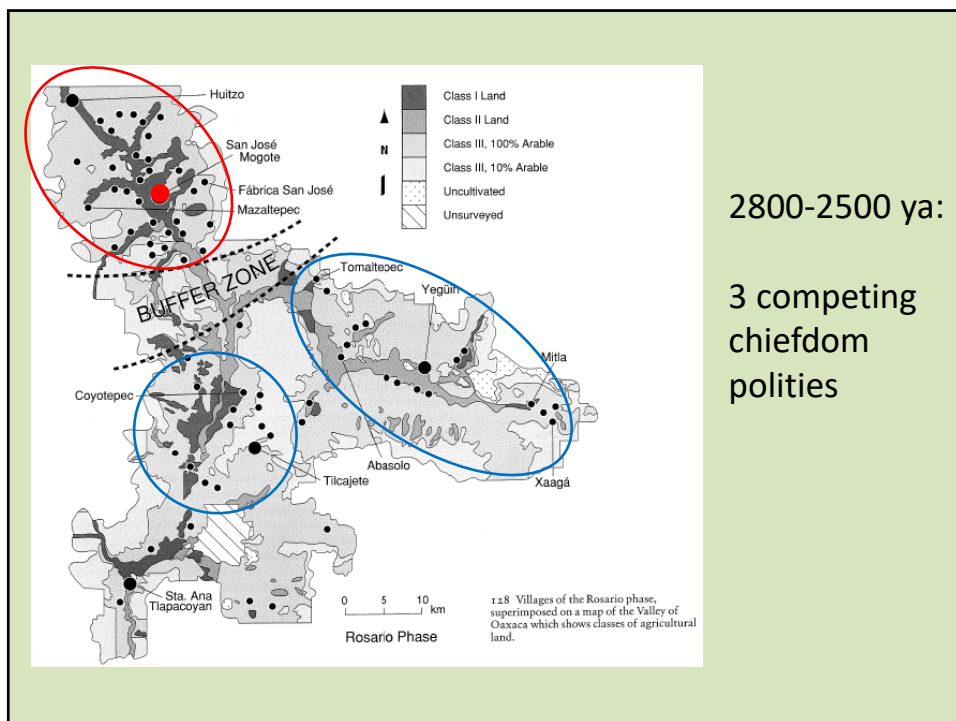 Huitzo
San José
Mogote
Fábrica San José
Mazaltepec
N
Class I Land
Class II Land
Class III, 100% Arable
Class III, 10% Arable
Uncultivated
Unsurveyed
BUFFER ZONE
Tomaltepec
Yegüin
Mitla
Coyotepec
Abasolo
Xaagá
Tilcajete
Sta. Ana
Tlapacoyan
0 5 10
km
Rosario Phase
128 Villages of the Rosario phase,
superimposed on a map of the Valley of
Oaxaca which shows classes of agricultural
land.
2800-2500 ya:
3 competing
chiefdom
polities